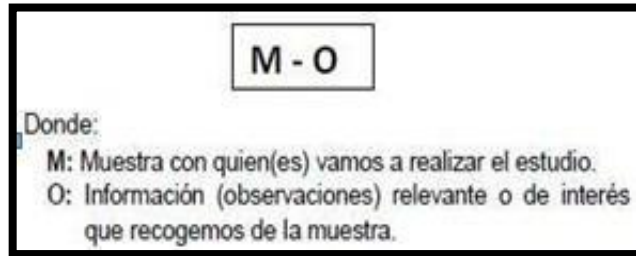 M - O
Donde:
M: Muestra con quien(es) vamos a realizar el estudio.
O: Información (observaciones) relevante o de interés
que recogemos de la muestra.